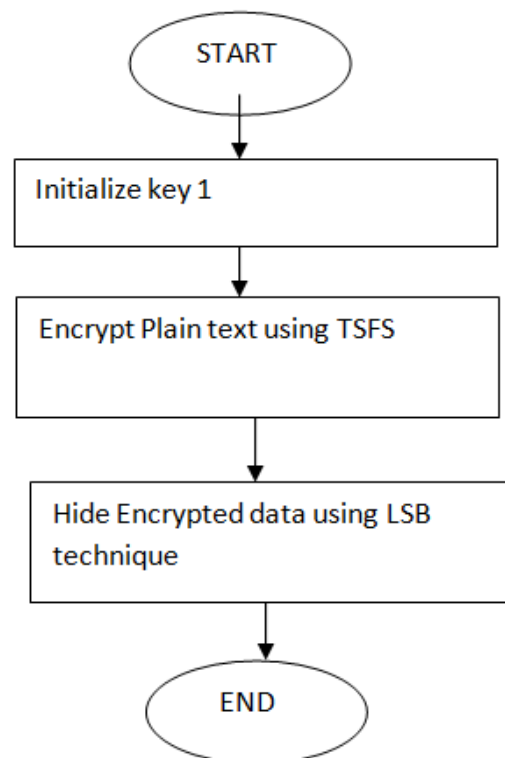 START
Initialize key 1
Encrypt Plain text using TSFS
Hide Encrypted data using LSB
technique
END